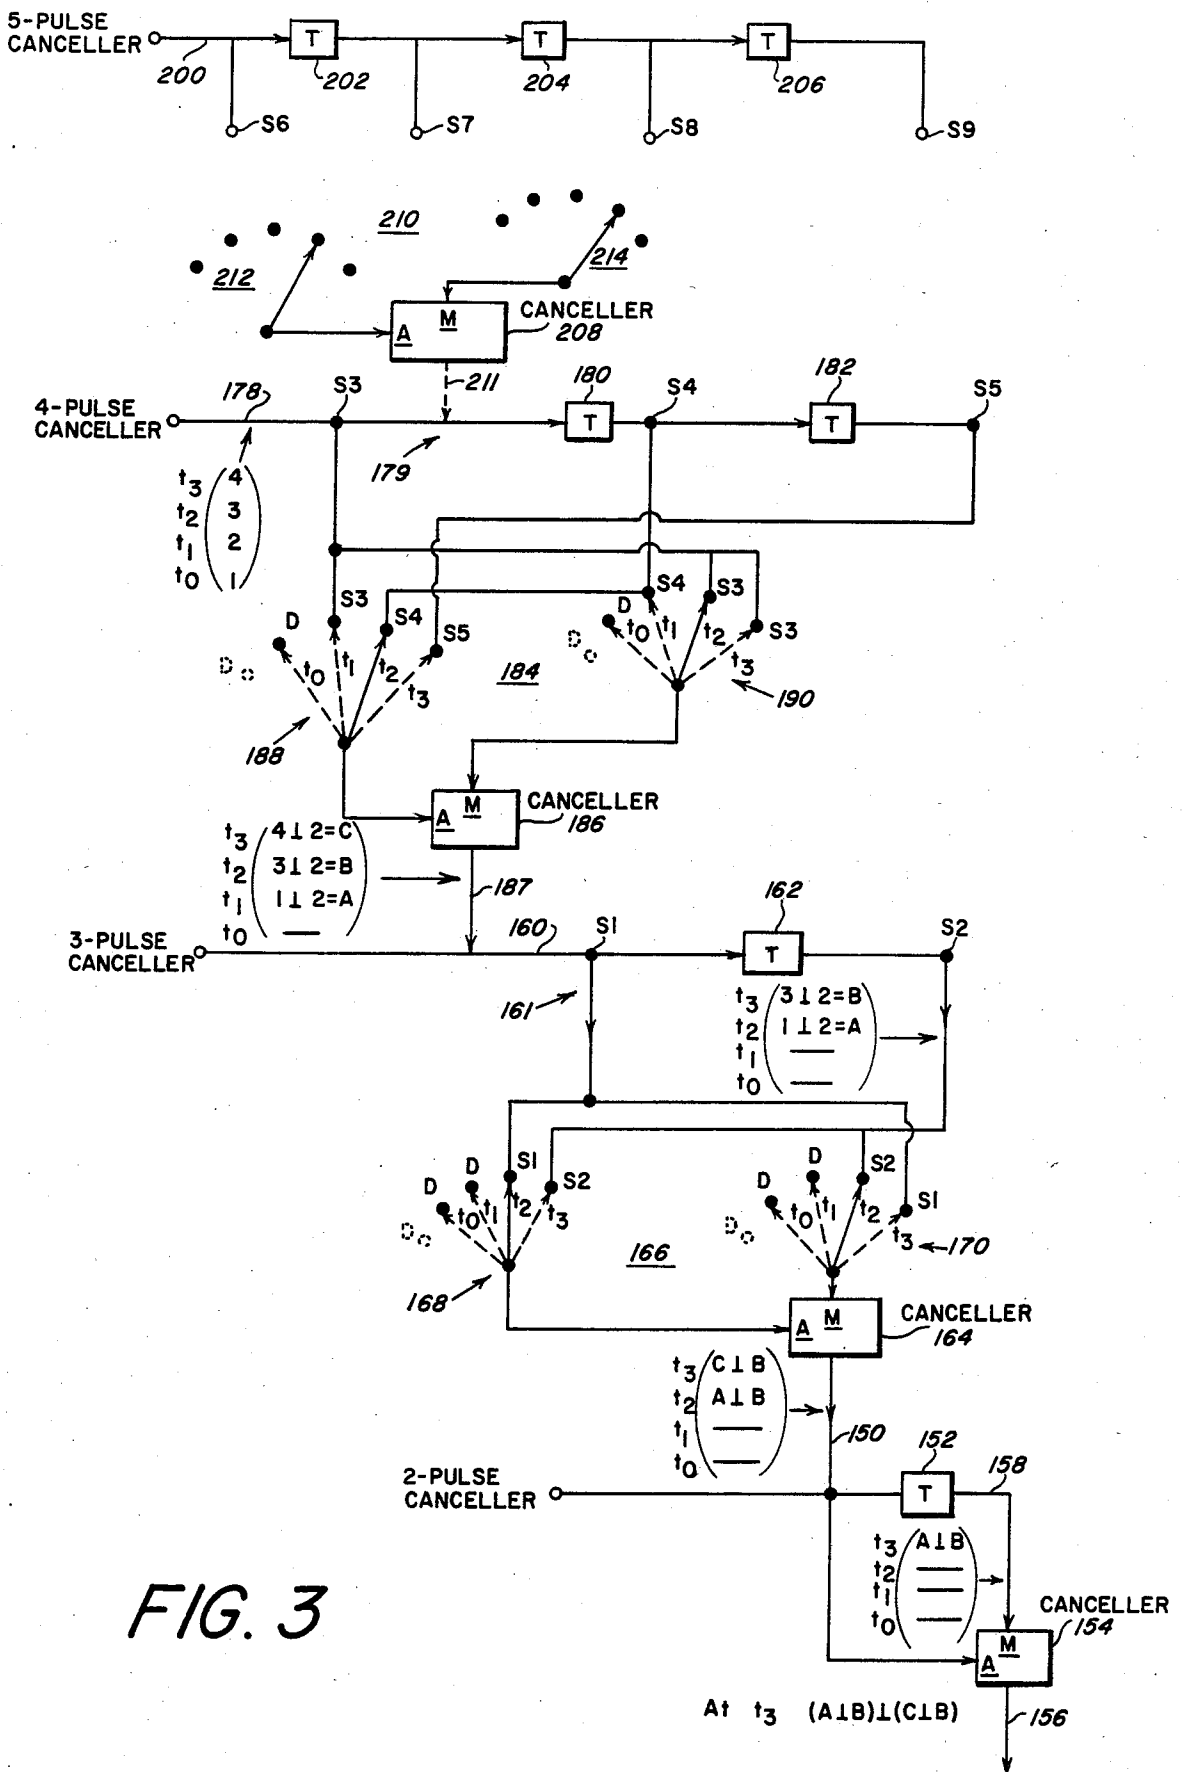 5-PULSE
CANCELLER
200
T
202
T
204
T
206
S6
S7
S8
S9
210
212
214
CANCELLER
208
A
M
211
4-PULSE
CANCELLER
178
S3
179
180
T
S4
182
T
S5
t3 4
t2 3
t1 2
t0 1
D
S3
S4
S5
D
t0
t1
t2
t3
188
184
D
S4
S3
S3
D
t0
t1
t2
t3
190
A
M
CANCELLER
186
t3 4⊥2=C
t2 3⊥2=B
t1 1⊥2=A
t0 —
187
3-PULSE
CANCELLER
160
S1
161
162
T
S2
t3 3⊥2=B
t2 1⊥2=A
t1 —
t0 —
D
D
S1
S2
D
t0
t1
t2
t3
168
166
D
D
S2
S1
D
t0
t1
t2
t3
170
A
M
CANCELLER
164
t3 C⊥B
t2 A⊥B
t1 —
t0 —
150
2-PULSE
CANCELLER
152
T
158
t3 A⊥B
t2 —
t1 —
t0 —
CANCELLER
154
A
M
At t3 (A⊥B)⊥(C⊥B)
156
FIG. 3